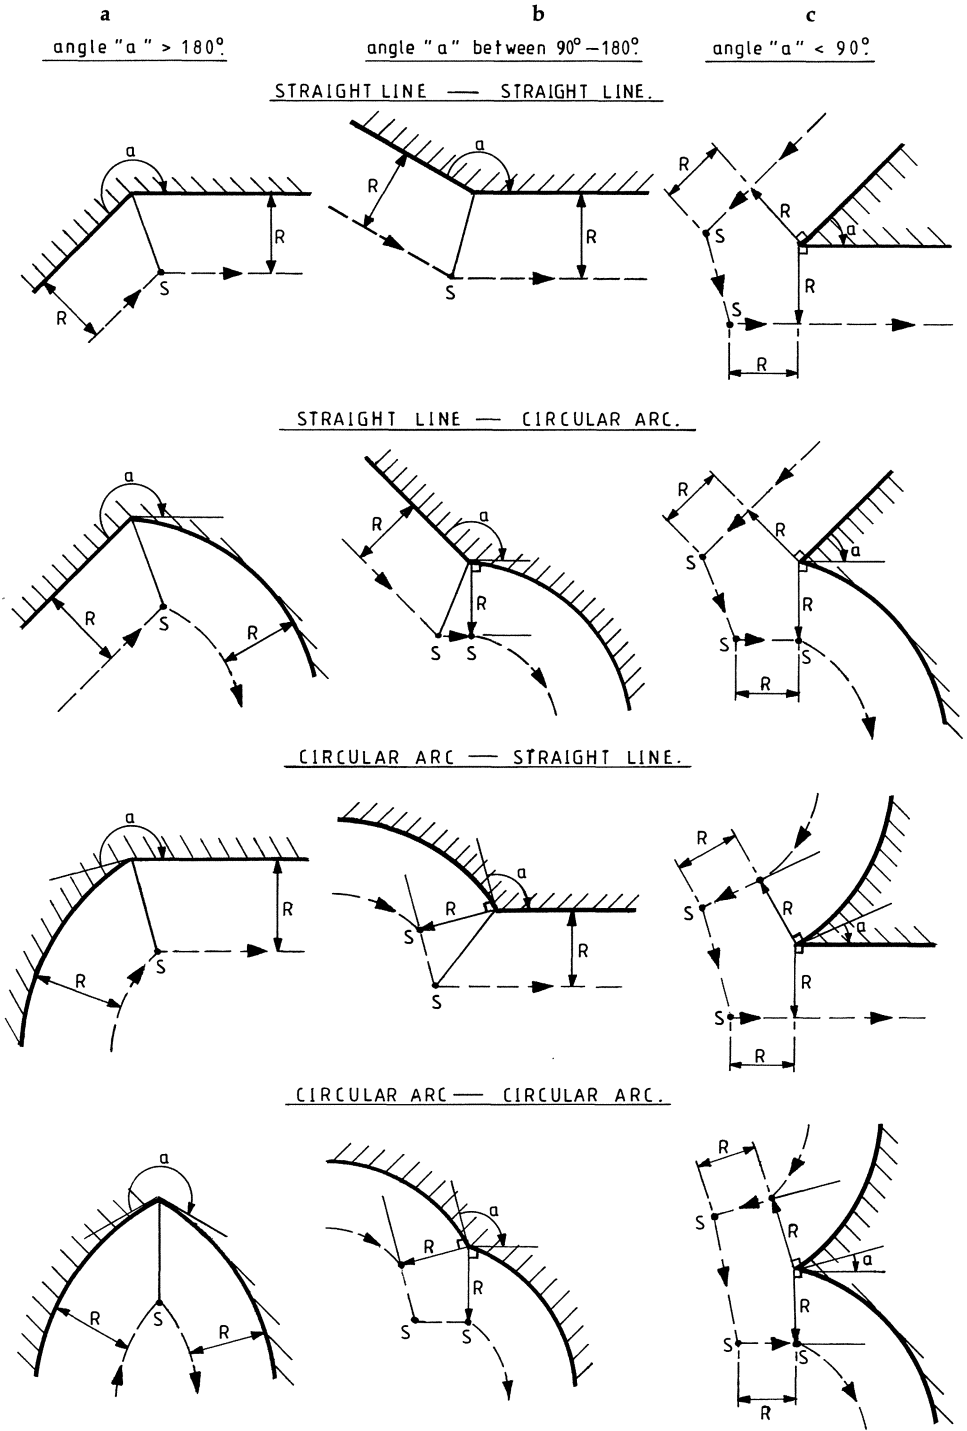 a b c
angle "a" > 180°. angle "a" between 90°–180°. angle "a" < 90°.
STRAIGHT LINE — STRAIGHT LINE.
a R R S
a R R S
R R a S S R R
STRAIGHT LINE — CIRCULAR ARC.
a R R S
a R R S S
R R a S R S S R
CIRCULAR ARC — STRAIGHT LINE.
a R R S
a R S R S
R R a S R S R
CIRCULAR ARC — CIRCULAR ARC.
a R R S
a R R S S
R R a S R S S R